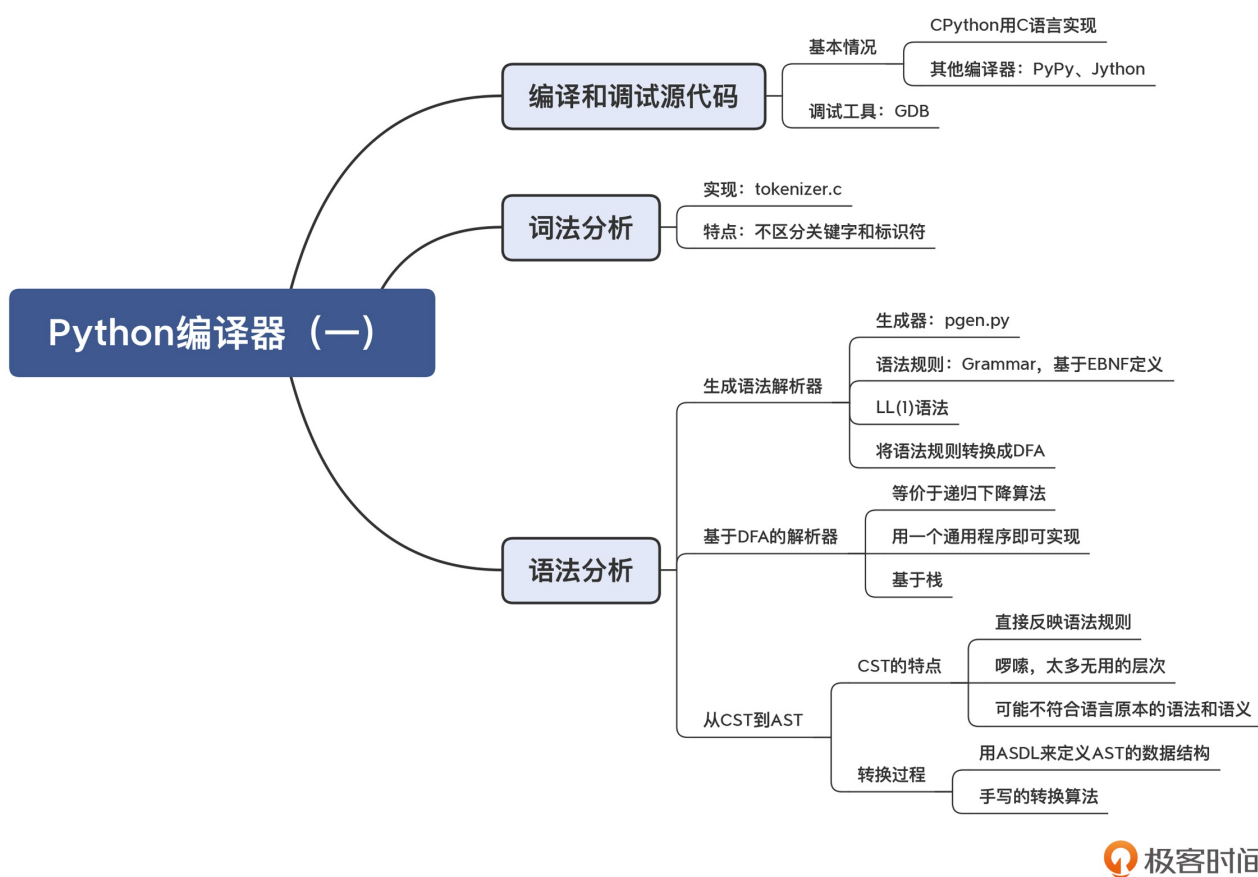 Python编译器（一）
编译和调试源代码
基本情况
CPython用C语言实现
其他编译器：PyPy、Jython
调试工具：GDB
词法分析
实现：tokenizer.c
特点：不区分关键字和标识符
语法分析
生成语法解析器
生成器：pgen.py
语法规则：Grammar，基于EBNF定义
LL(1)语法
将语法规则转换成DFA
基于DFA的解析器
等价于递归下降算法
用一个通用程序即可实现
基于栈
从CST到AST
CST的特点
直接反映语法规则
啰嗦，太多无用的层次
可能不符合语言原本的语法和语义
转换过程
用ASDL来定义AST的数据结构
手写的转换算法
极客时间